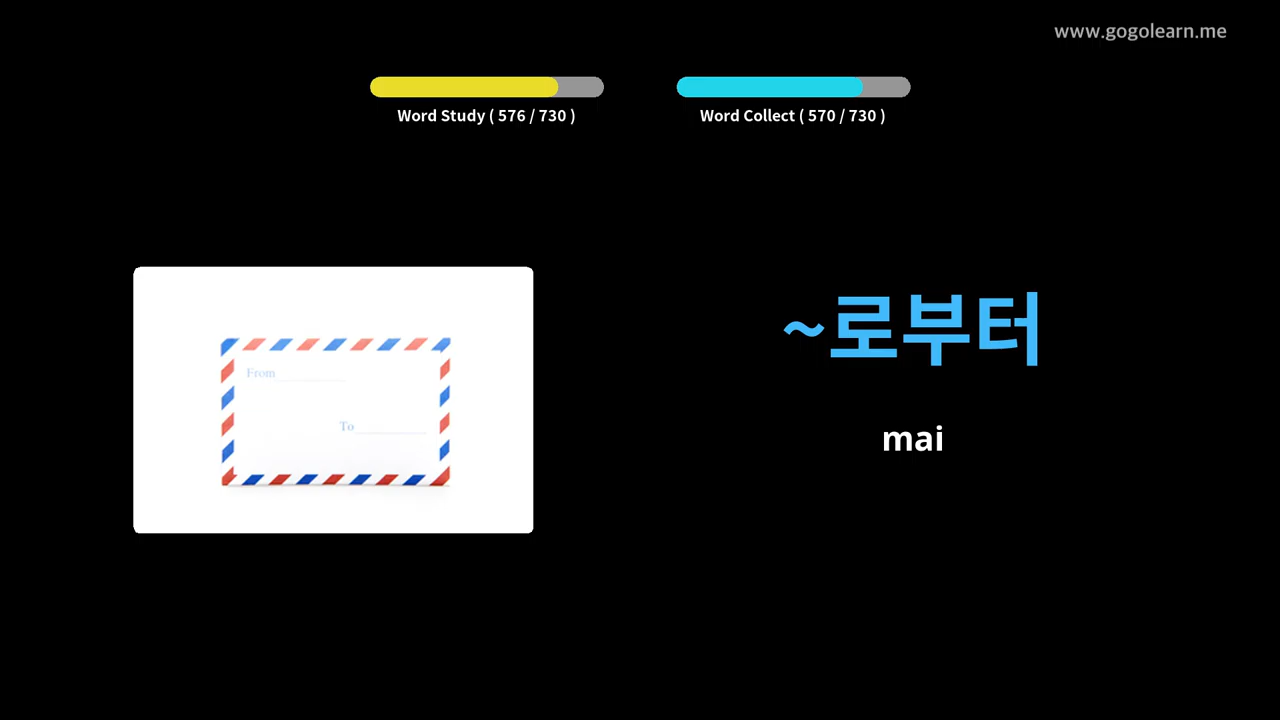 www.gogolearn.me
Word Study ( 576 / 730 )
Word Collect ( 570 / 730 )
From
To
~로부터
mai